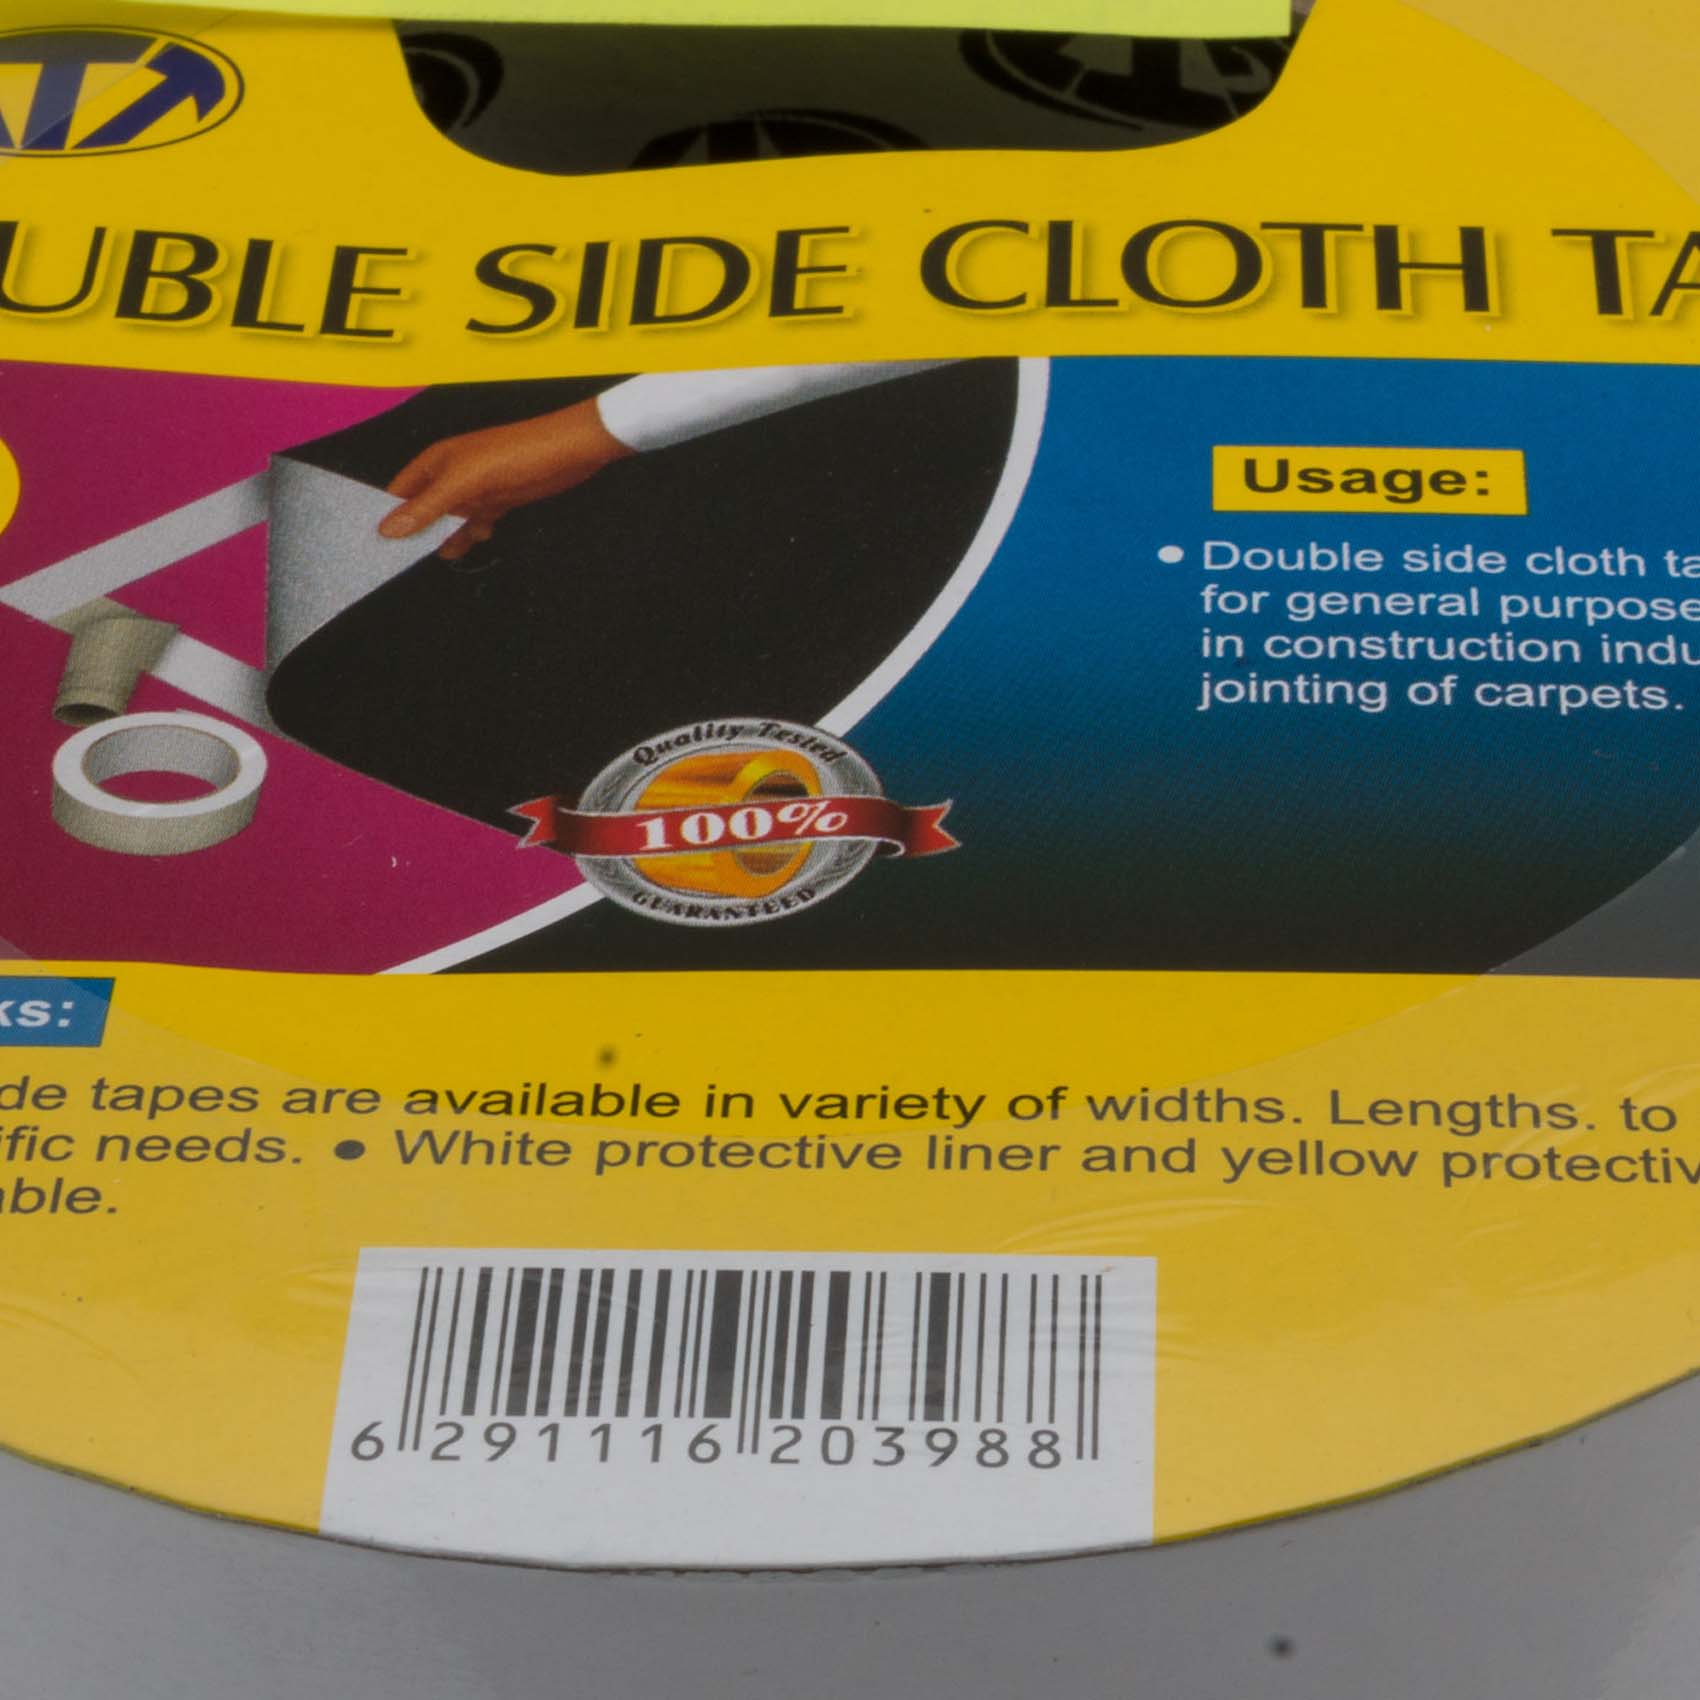 UBLE SIDE CLOTH TA
Usage:
• Double side cloth ta
for general purpose
in construction indu
jointing of carpets.
Quality Tested
100%
GUARANTEED
ks:
de tapes are available in variety of widths. Lengths. to
ific needs. • White protective liner and yellow protectiv
able.
6 291116 203988